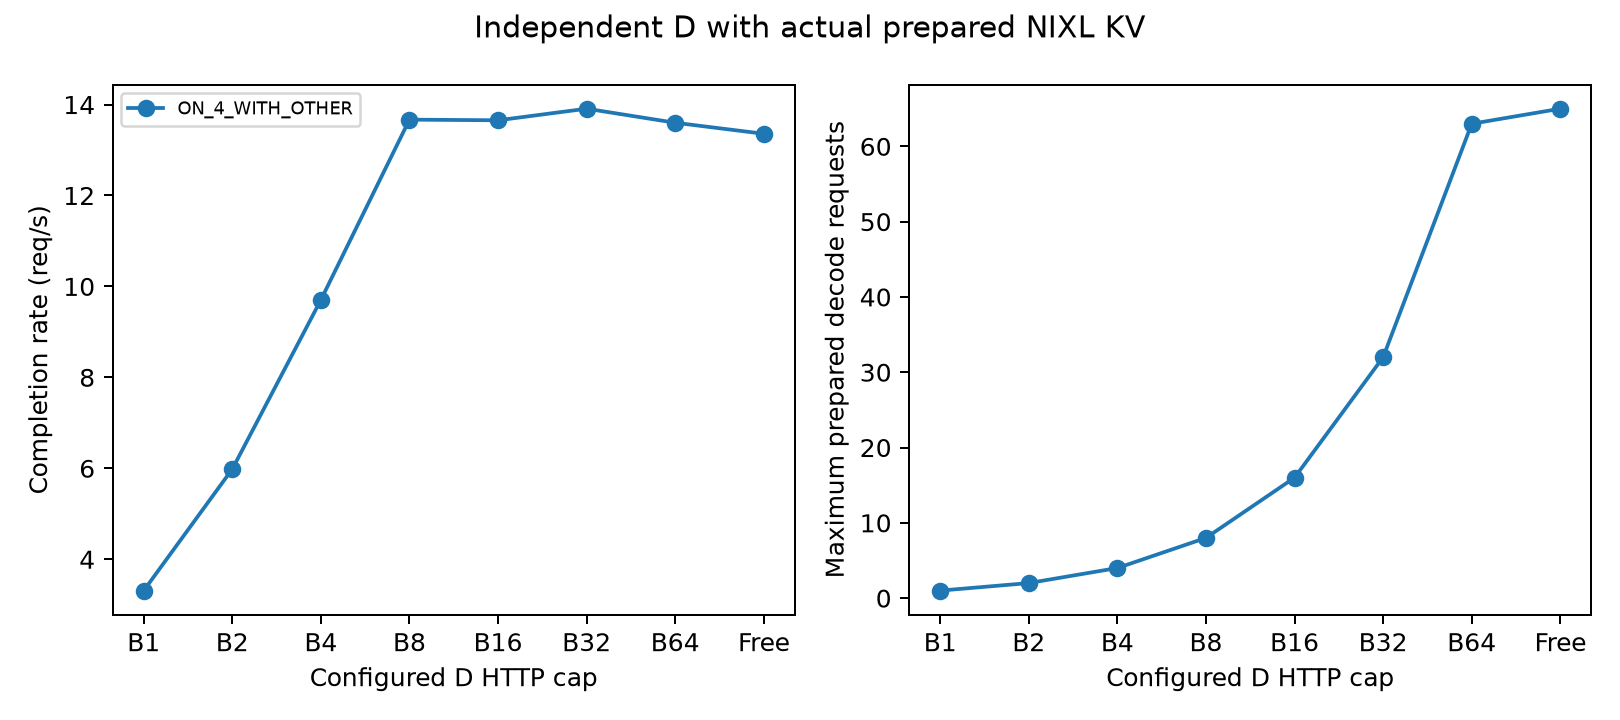 Independent D with actual prepared NIXL KV
ON_4_WITH_OTHER
Completion rate (req/s)
14
12
10
8
6
4
B1 B2 B4 B8 B16 B32 B64 Free
Configured D HTTP cap
Maximum prepared decode requests
60
50
40
30
20
10
0
B1 B2 B4 B8 B16 B32 B64 Free
Configured D HTTP cap